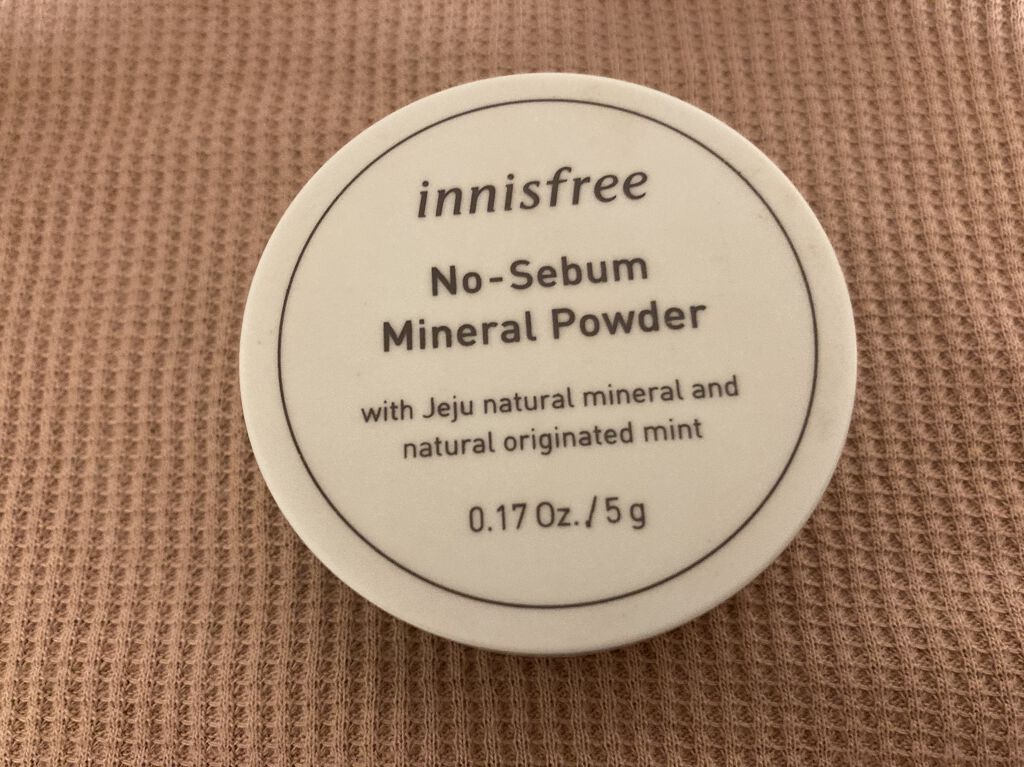 innisfree
No-Sebum
Mineral Powder
with Jeju natural mineral and
natural originated mint
0.17 Oz./5 g